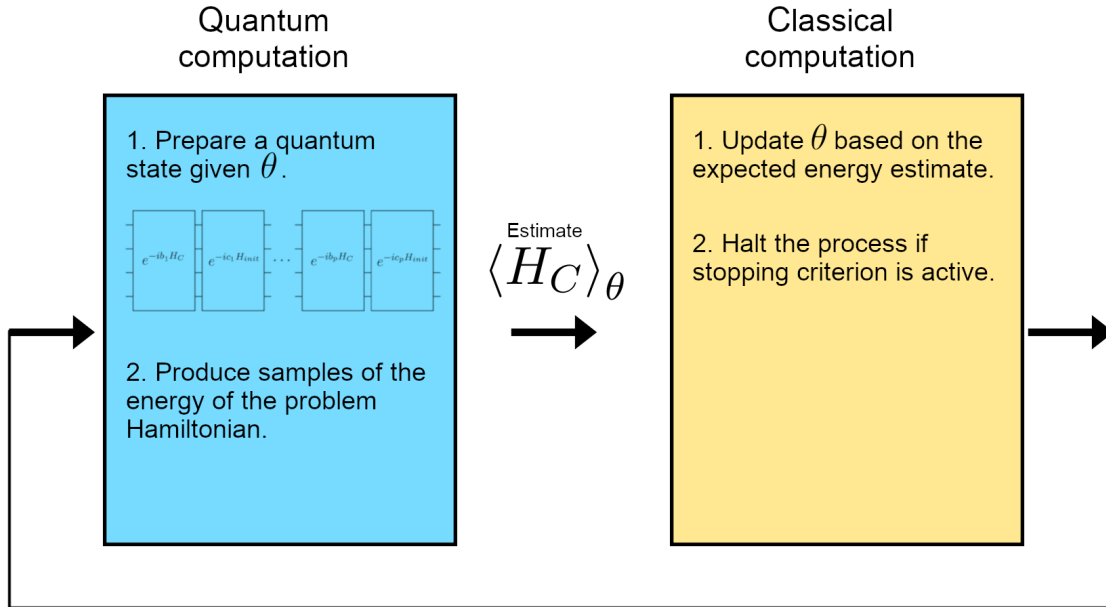 Quantum
computation
1. Prepare a quantum
state given θ.
e^{-ib_1 H_C} e^{-ic_1 H_{init}} ... e^{-ib_p H_C} e^{-ic_p H_{init}}
2. Produce samples of the
energy of the problem
Hamiltonian.
Estimate
⟨H_C⟩_θ
Classical
computation
1. Update θ based on the
expected energy estimate.
2. Halt the process if
stopping criterion is active.